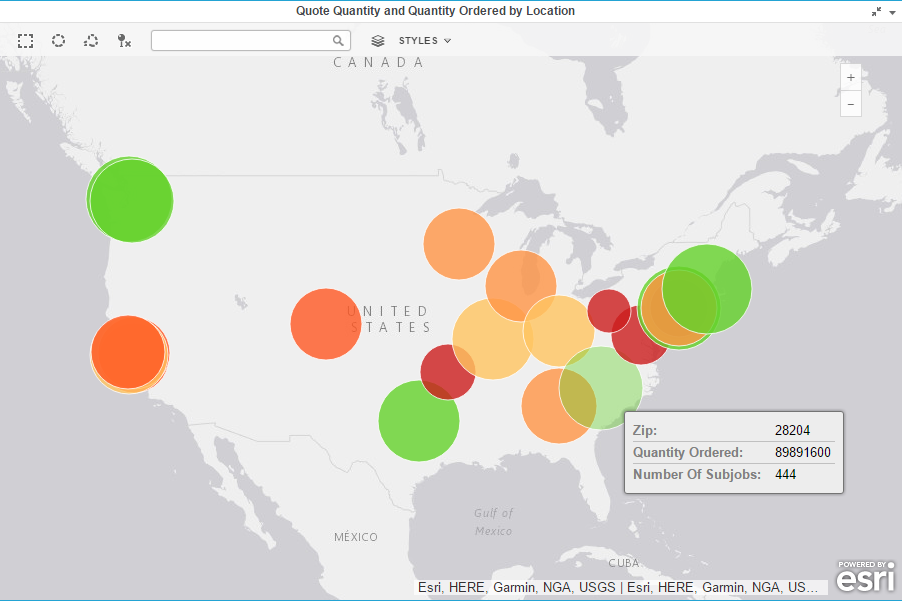 Quote Quantity and Quantity Ordered by Location
STYLES
CANADA
+
−
UNITED
STATES
Zip: 28204
Quantity Ordered: 89891600
Number Of Subjobs: 444
Gulf of
Mexico
MÉXICO
CUBA
POWERED BY
esri
Esri, HERE, Garmin, NGA, USGS | Esri, HERE, Garmin, NGA, US...